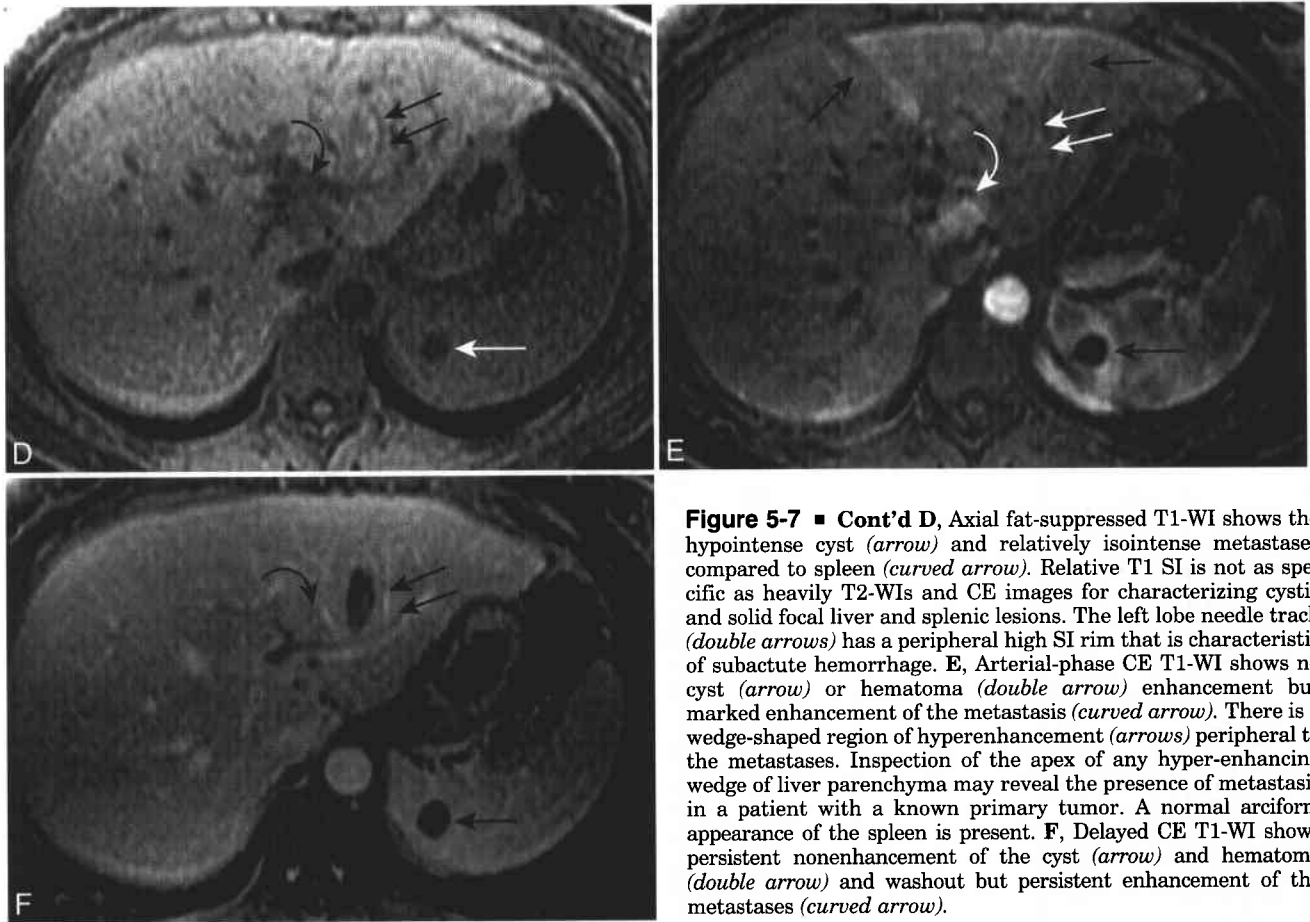 D
E
F
Figure 5-7 ■ Cont'd D, Axial fat-suppressed T1-WI shows th
hypointense cyst (arrow) and relatively isointense metastase
compared to spleen (curved arrow). Relative T1 SI is not as spe
cific as heavily T2-WIs and CE images for characterizing cysti
and solid focal liver and splenic lesions. The left lobe needle trac
(double arrows) has a peripheral high SI rim that is characteristi
of subactute hemorrhage. E, Arterial-phase CE T1-WI shows n
cyst (arrow) or hematoma (double arrow) enhancement bu
marked enhancement of the metastasis (curved arrow). There is
wedge-shaped region of hyperenhancement (arrows) peripheral t
the metastases. Inspection of the apex of any hyper-enhancin
wedge of liver parenchyma may reveal the presence of metastasi
in a patient with a known primary tumor. A normal arciforn
appearance of the spleen is present. F, Delayed CE T1-WI show
persistent nonenhancement of the cyst (arrow) and hematom
(double arrow) and washout but persistent enhancement of th
metastases (curved arrow).